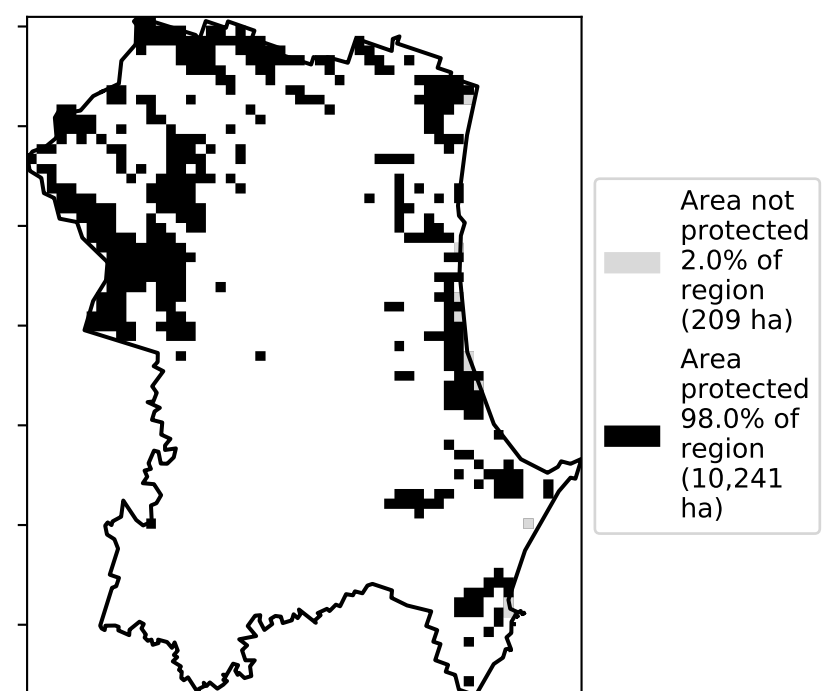 Area not
protected
2.0% of
region
(209 ha)
Area
protected
98.0% of
region
(10,241
ha)